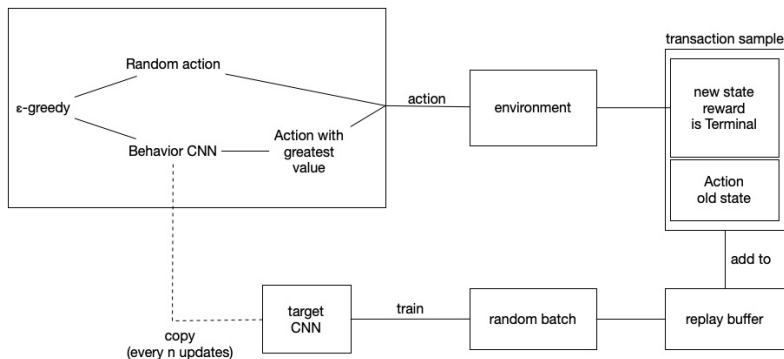 transaction sample
Random action
ε-greedy
Behavior CNN
Action with
greatest
value
action
environment
new state
reward
is Terminal
Action
old state
add to
copy
(every n updates)
target
CNN
train
random batch
replay buffer